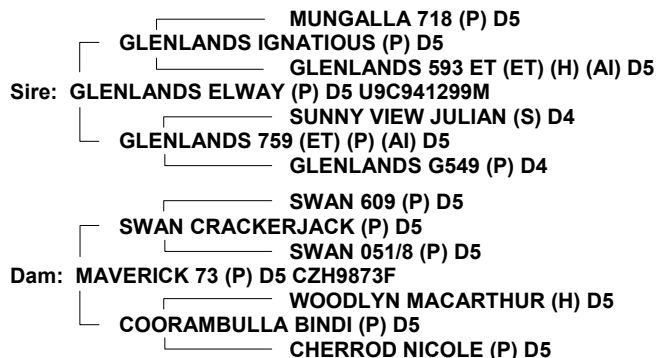 MUNGALLA 718 (P) D5
GLENLANDS IGNATIOUS (P) D5
GLENLANDS 593 ET (ET) (H) (AI) D5
Sire: GLENLANDS ELWAY (P) D5 U9C941299M
SUNNY VIEW JULIAN (S) D4
GLENLANDS 759 (ET) (P) (AI) D5
GLENLANDS G549 (P) D4
SWAN 609 (P) D5
SWAN CRACKERJACK (P) D5
SWAN 051/8 (P) D5
Dam: MAVERICK 73 (P) D5 CZH9873F
WOODLYN MACARTHUR (H) D5
COORAMBULLA BINDI (P) D5
CHERROD NICOLE (P) D5